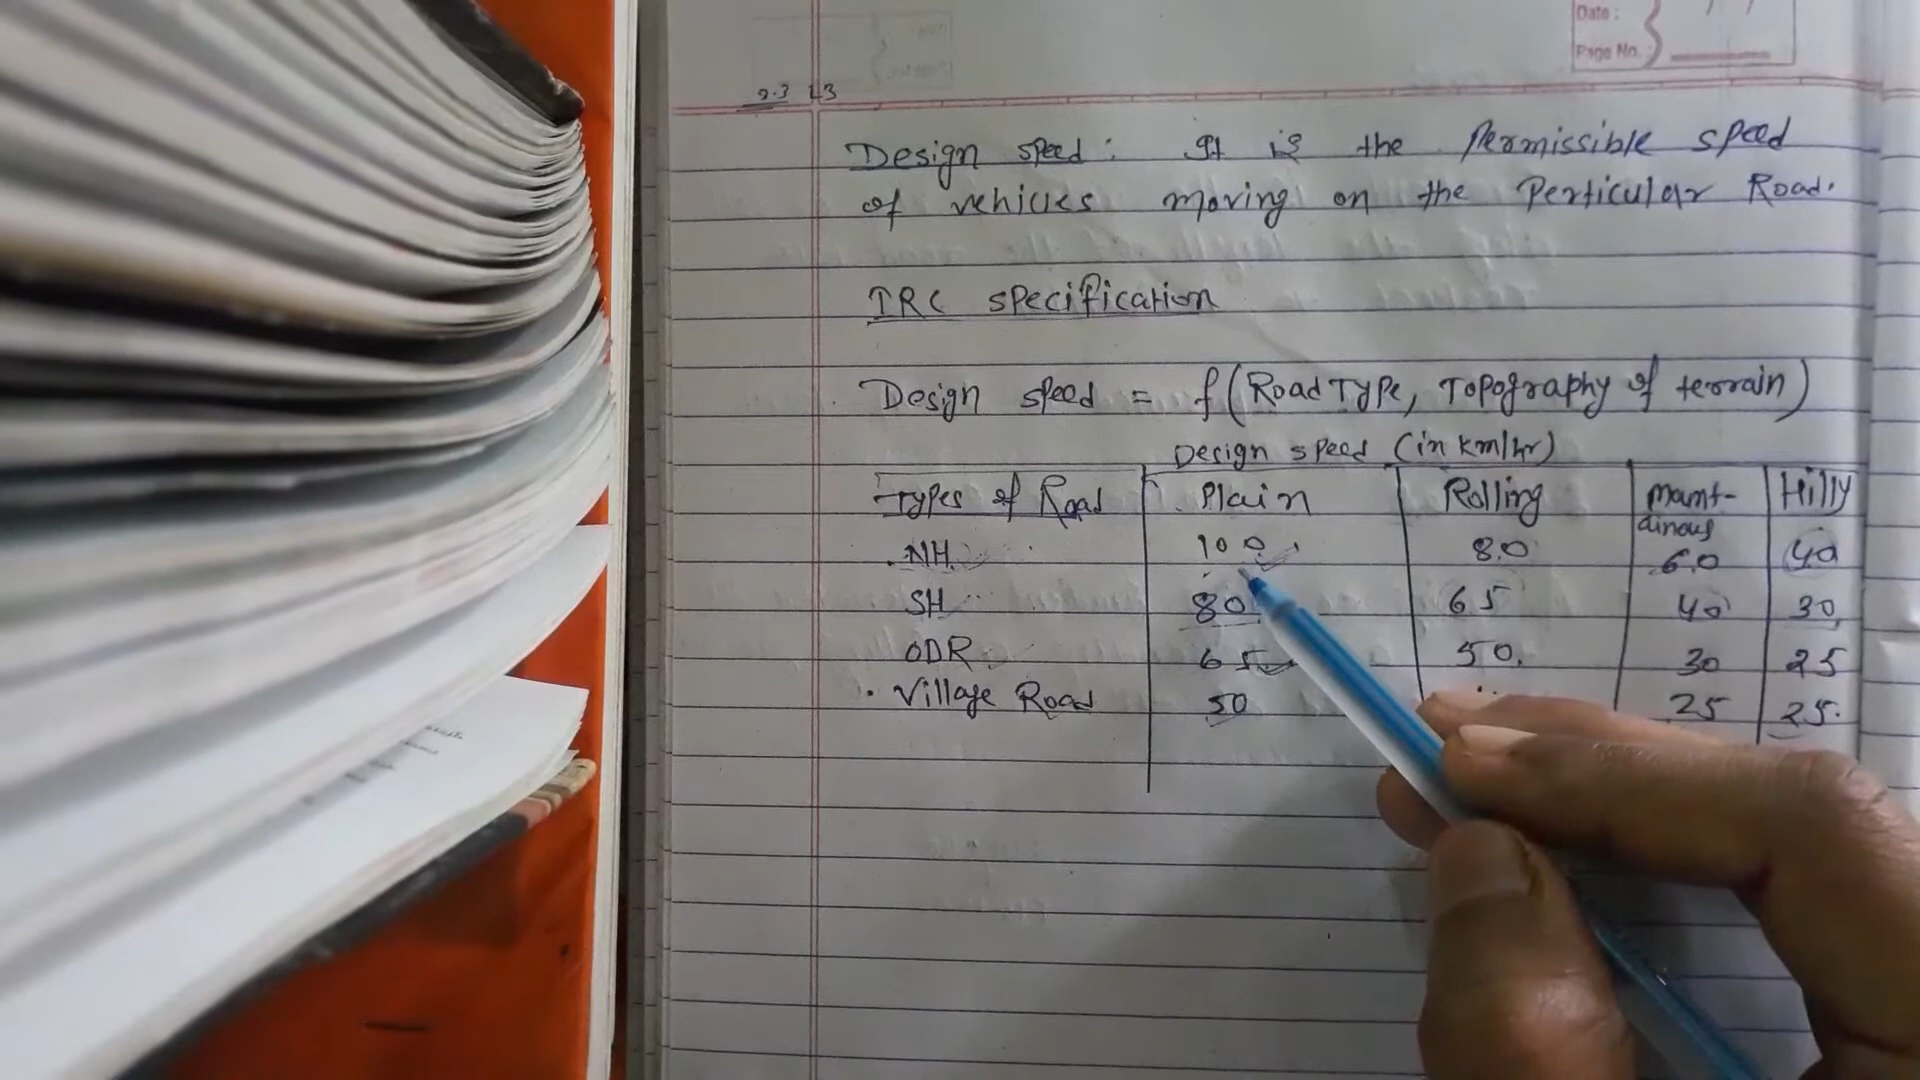 Date :
Page No.
2.3 L3
Design speed : It is the Permissible speed
of vehicles moving on the Perticular Road.
IRC specification
Design speed = f (Road Type, Topography of terrain)
Design speed (in km/hr)
Types of Road Plain Rolling Mount- Hilly
ainous
NH 100 80 60 40
SH 80 65 40 30
ODR 65 50 30 25
Village Road 50 25 25